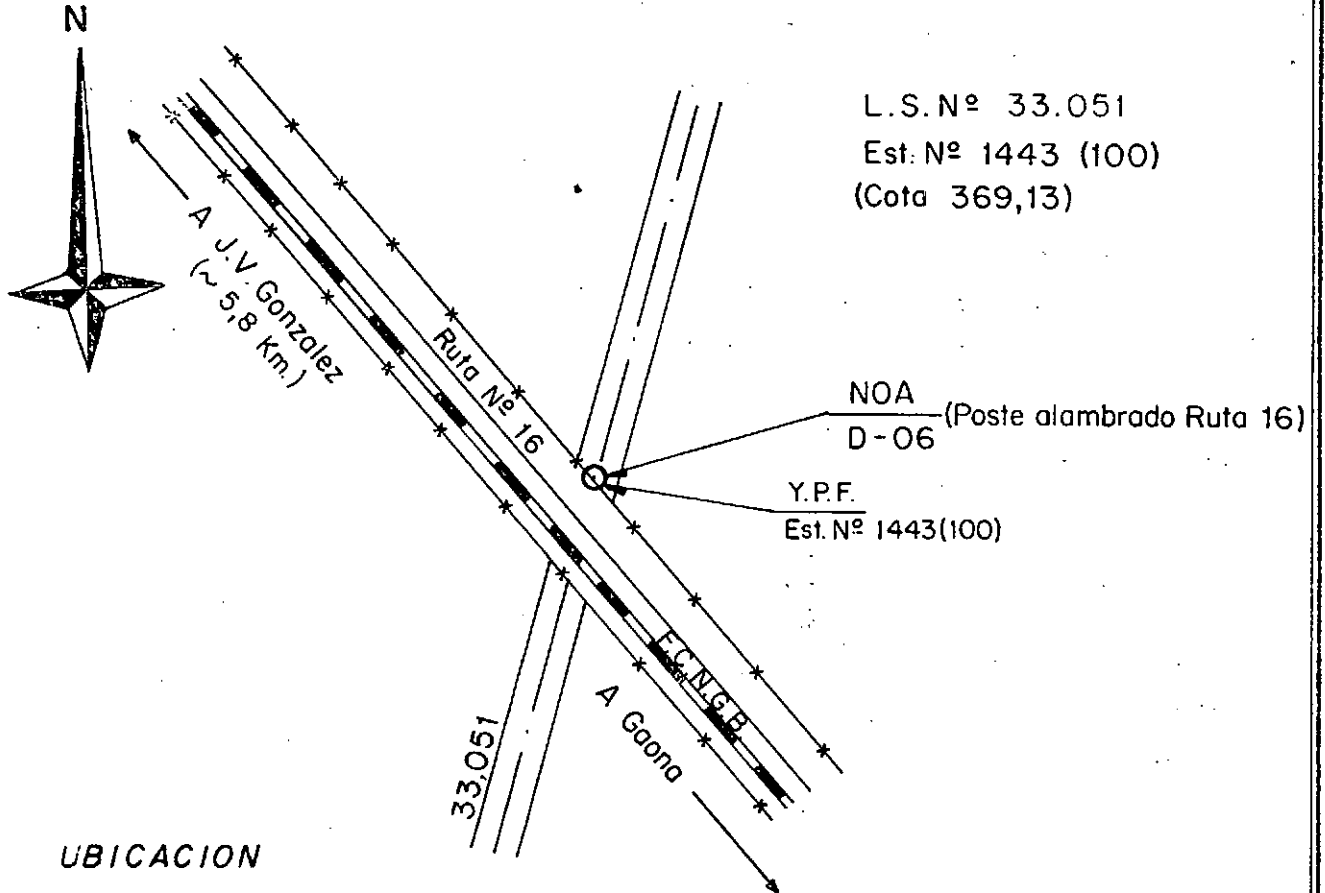 N
L.S. Nº 33.051
Est. Nº 1443 (100)
(Cota 369,13)
A J.V. Gonzalez
(~ 5,8 Km.)
Ruta Nº 16
NOA
D-06
(Poste alambrado Ruta 16)
Y.P.F.
Est. Nº 1443(100)
F.C.N.G.B.
A Gaona
33,051
UBICACION